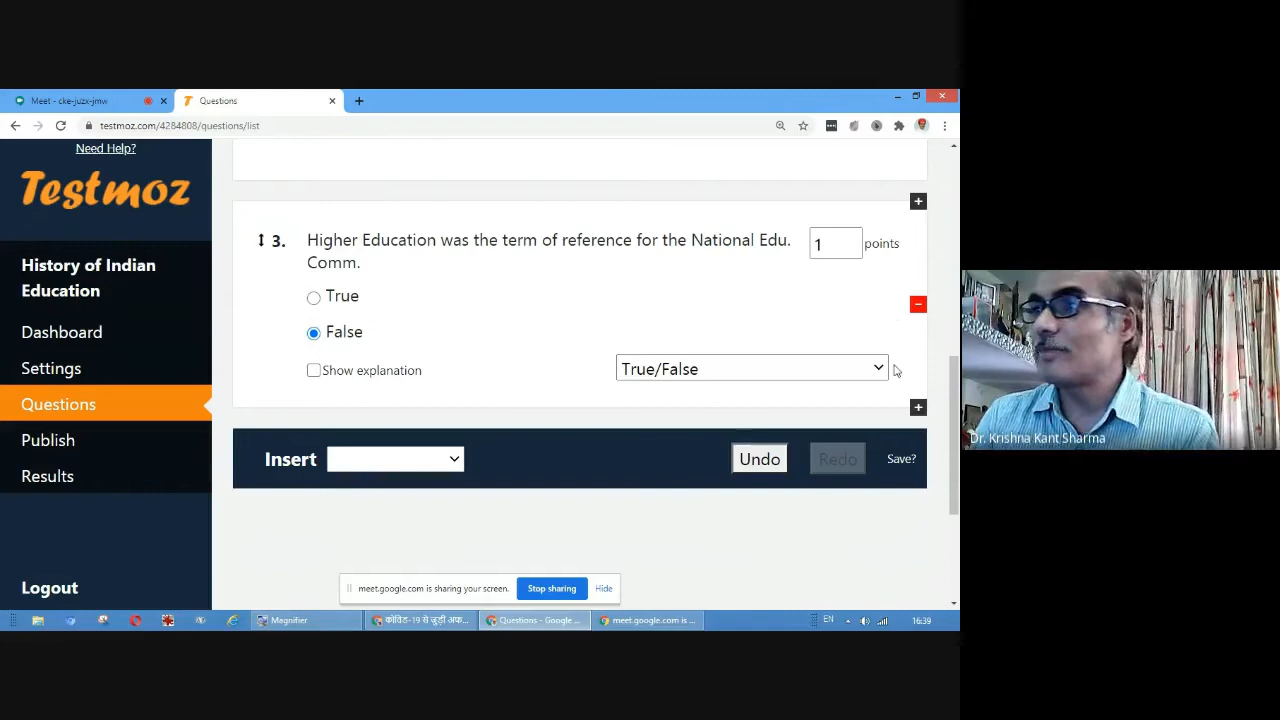 Meet - cke-juzx-jmw
Questions
testmoz.com/4284808/questions/list
Need Help?
Testmoz
History of Indian
Education
Dashboard
Settings
Questions
Publish
Results
Logout
3. Higher Education was the term of reference for the National Edu.
Comm.
1 points
True
False
Show explanation
True/False
Insert
Undo
Redo
Save?
meet.google.com is sharing your screen.
Stop sharing
Hide
Magnifier
कोविड-19 से जुड़ी अफ...
Questions - Google ...
meet.google.com is ...
EN
16:39
Dr. Krishna Kant Sharma